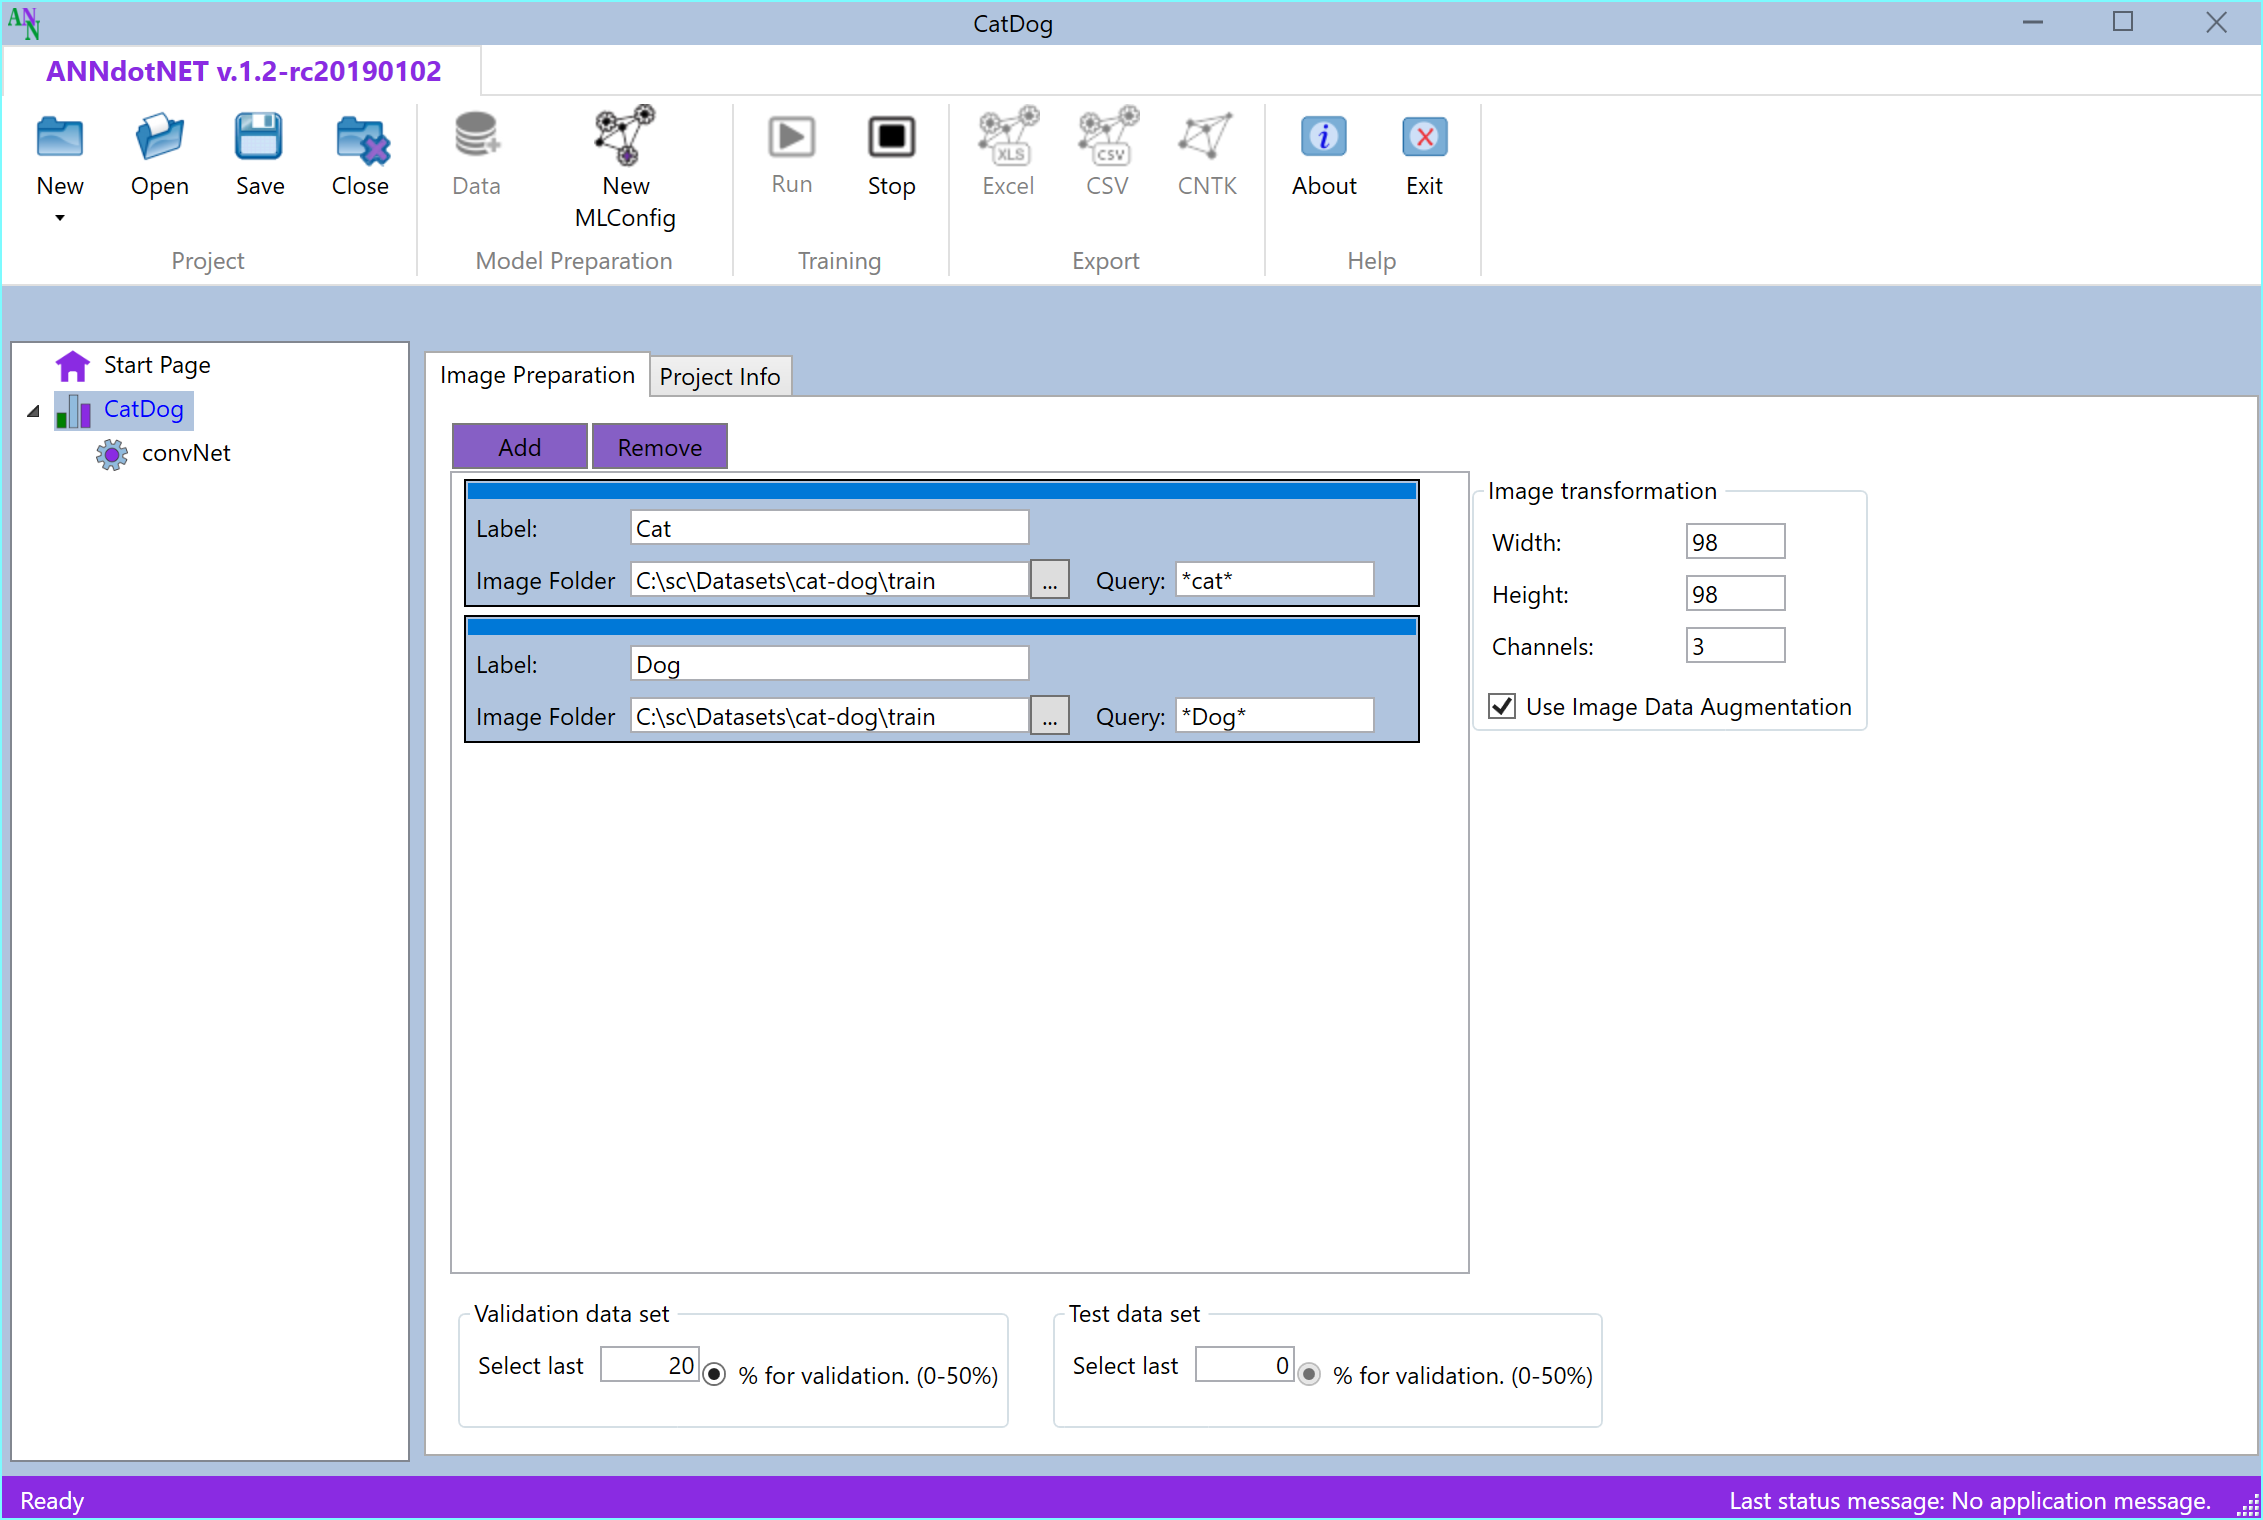 ANN
CatDog
ANNdotNET v.1.2-rc20190102
New
Open
Save
Close
Project
Data
New
MLConfig
Model Preparation
Run
Stop
Training
XLS
Excel
CSV
CSV
CNTK
Export
i
About
Exit
Help
Start Page
CatDog
convNet
Image Preparation
Project Info
Add
Remove
Label:
Cat
Image Folder
C:\sc\Datasets\cat-dog\train
...
Query:
*cat*
Label:
Dog
Image Folder
C:\sc\Datasets\cat-dog\train
...
Query:
*Dog*
Image transformation
Width:
98
Height:
98
Channels:
3
Use Image Data Augmentation
Validation data set
Select last
20
% for validation. (0-50%)
Test data set
Select last
0
% for validation. (0-50%)
Ready
Last status message: No application message.